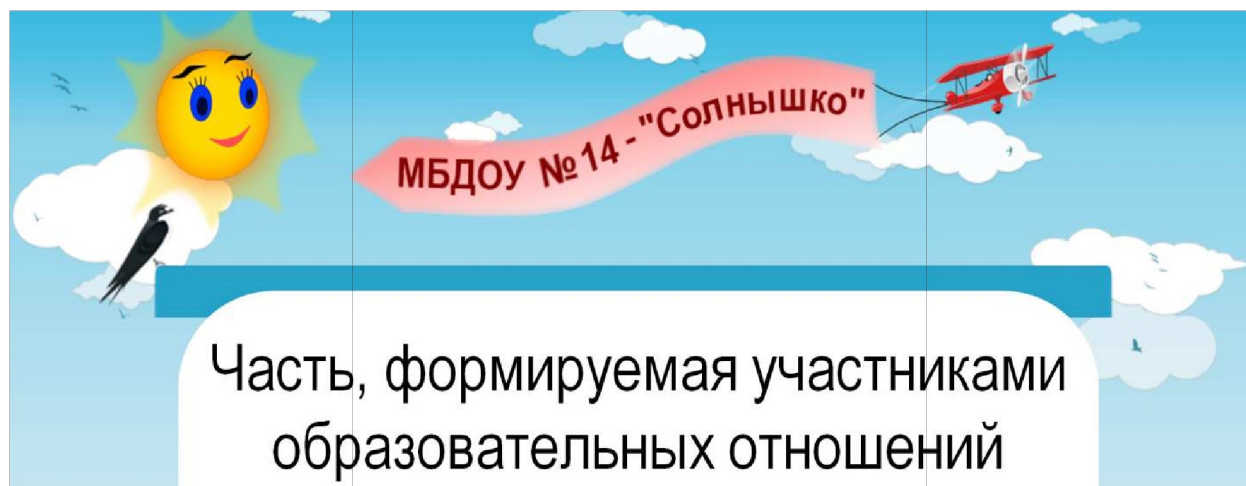 МБДОУ №14 - "Солнышко"
Часть, формируемая участниками
образовательных отношений